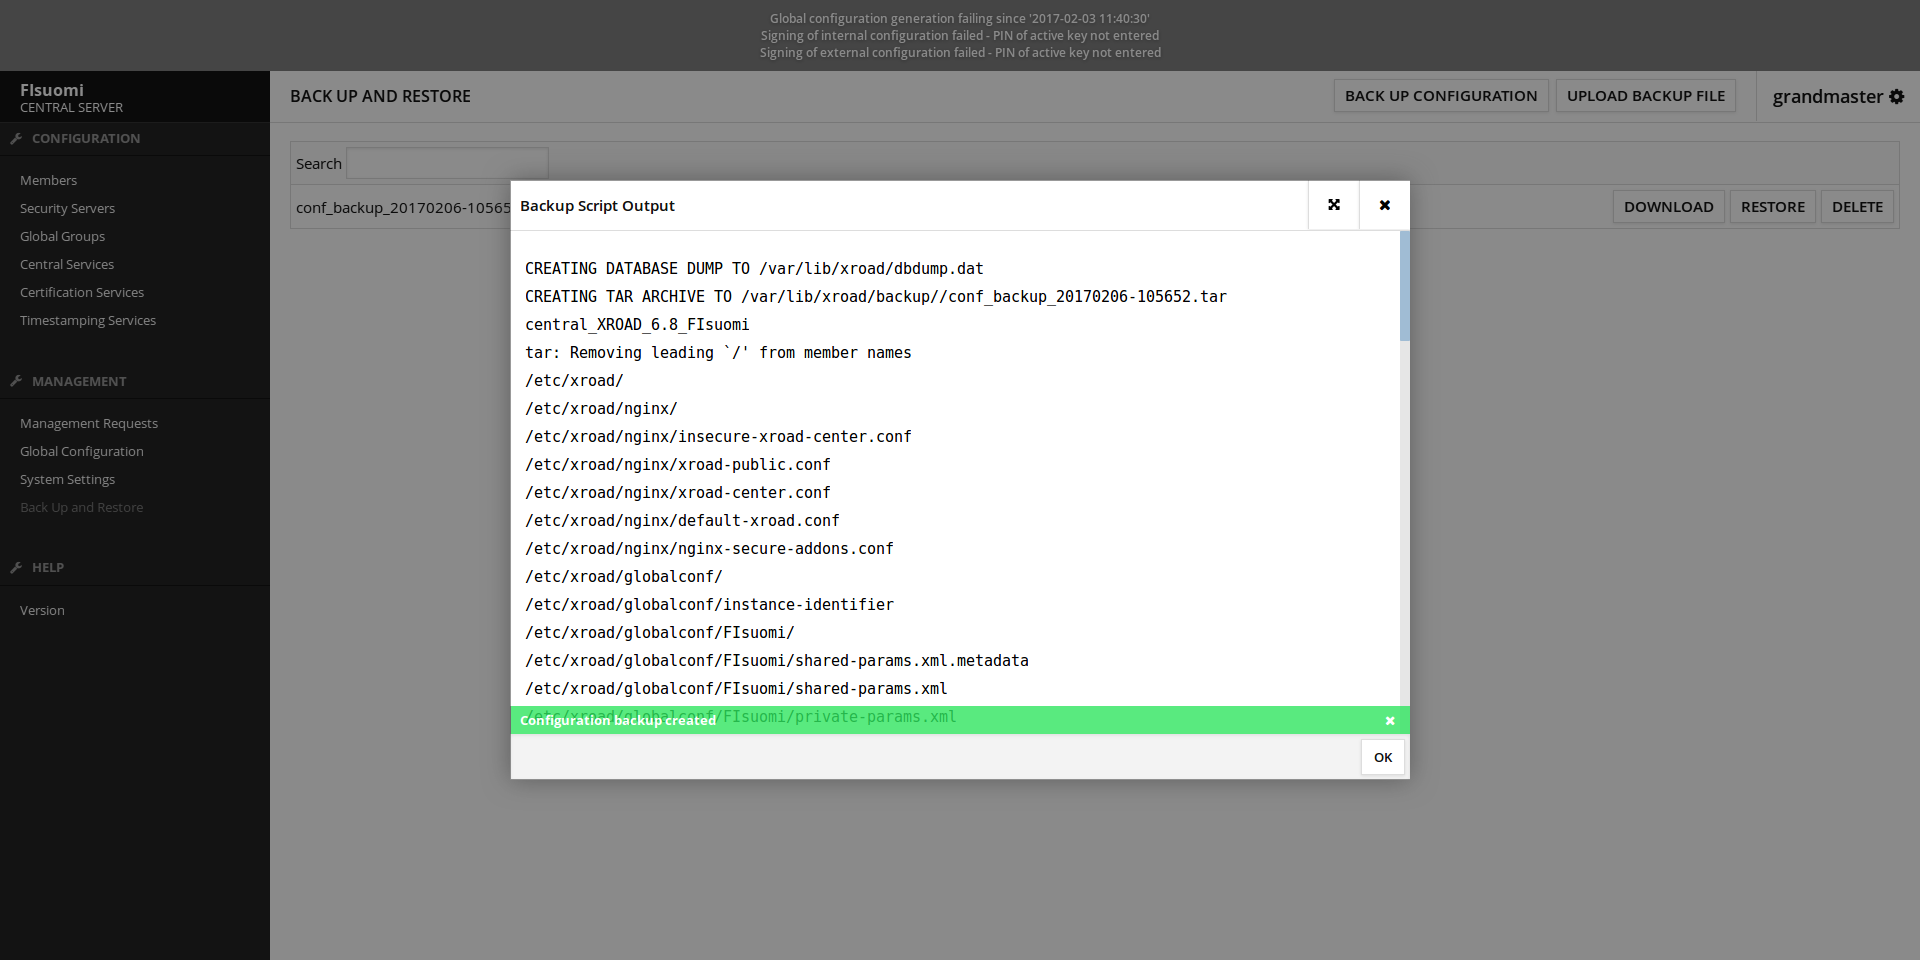 Global configuration generation failing since '2017-02-03 11:40:30'
Signing of internal configuration failed - PIN of active key not entered
Signing of external configuration failed - PIN of active key not entered
FIsuomi
CENTRAL SERVER
BACK UP AND RESTORE
BACK UP CONFIGURATION
UPLOAD BACKUP FILE
grandmaster
CONFIGURATION
Members
Security Servers
Global Groups
Central Services
Certification Services
Timestamping Services
MANAGEMENT
Management Requests
Global Configuration
System Settings
Back Up and Restore
HELP
Version
Search
conf_backup_20170206-10565
DOWNLOAD
RESTORE
DELETE
Backup Script Output
CREATING DATABASE DUMP TO /var/lib/xroad/dbdump.dat
CREATING TAR ARCHIVE TO /var/lib/xroad/backup//conf_backup_20170206-105652.tar
central_XROAD_6.8_FIsuomi
tar: Removing leading `/' from member names
/etc/xroad/
/etc/xroad/nginx/
/etc/xroad/nginx/insecure-xroad-center.conf
/etc/xroad/nginx/xroad-public.conf
/etc/xroad/nginx/xroad-center.conf
/etc/xroad/nginx/default-xroad.conf
/etc/xroad/nginx/nginx-secure-addons.conf
/etc/xroad/globalconf/
/etc/xroad/globalconf/instance-identifier
/etc/xroad/globalconf/FIsuomi/
/etc/xroad/globalconf/FIsuomi/shared-params.xml.metadata
/etc/xroad/globalconf/FIsuomi/shared-params.xml
/etc/xroad/globalconf/FIsuomi/private-params.xml
Configuration backup created
OK